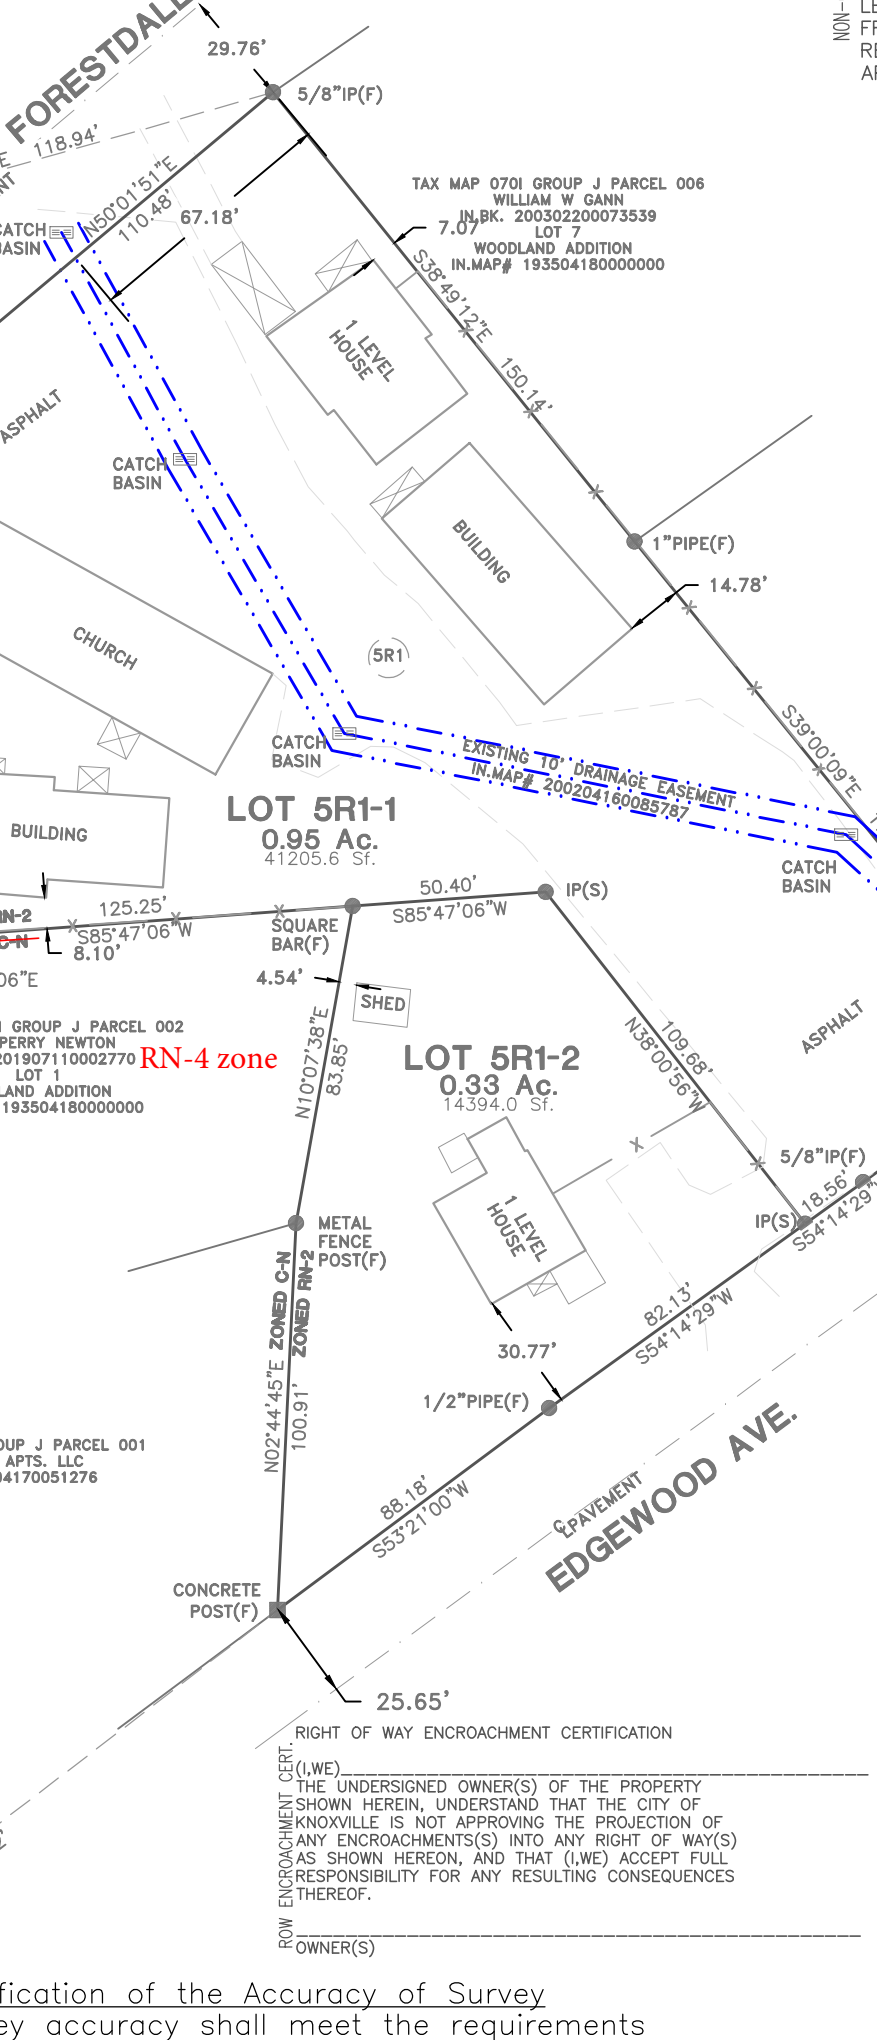 NON-
FORESTDALE
29.76'
5/8"IP(F)
118.94'
N50°01'51"E
110.48'
67.18'
TAX MAP 070I GROUP J PARCEL 006
WILLIAM W GANN
IN.BK. 200302200073539
LOT 7
WOODLAND ADDITION
IN.MAP# 193504180000000
7.07'
CATCH
BASIN
S38°49'12"E
150.14'
1 LEVEL
HOUSE
ASPHALT
CATCH
BASIN
BUILDING
1"PIPE(F)
14.78'
CHURCH
5R1
S39°00'09"E
CATCH
BASIN
EXISTING 10' DRAINAGE EASEMENT
IN.MAP# 200204160085787
LOT 5R1-1
0.95 Ac.
41205.6 Sf.
BUILDING
CATCH
BASIN
50.40'
S85°47'06"W
IP(S)
125.25'
S85°47'06"W
SQUARE
BAR(F)
RN-2
C-N
8.10'
06"E
4.54'
SHED
GROUP J PARCEL 002
PERRY NEWTON
201907110002770
LOT 1
LAND ADDITION
193504180000000
RN-4 zone
N10°07'38"E
83.85'
LOT 5R1-2
0.33 Ac.
14394.0 Sf.
109.68'
N38°00'56"W
ASPHALT
5/8"IP(F)
18.56'
S54°14'29"
IP(S)
METAL
FENCE
POST(F)
1 LEVEL
HOUSE
ZONED C-N
ZONED RN-2
N02°44'45"E
100.91'
82.13'
S54°14'29"W
30.77'
1/2"PIPE(F)
OUP J PARCEL 001
APTS. LLC
04170051276
88.18'
S53°21'00"W
PAVEMENT
EDGEWOOD AVE.
CONCRETE
POST(F)
25.65'
ROW ENCROACHMENT CERT.
RIGHT OF WAY ENCROACHMENT CERTIFICATION
(I,WE)
THE UNDERSIGNED OWNER(S) OF THE PROPERTY
SHOWN HEREIN, UNDERSTAND THAT THE CITY OF
KNOXVILLE IS NOT APPROVING THE PROJECTION OF
ANY ENCROACHMENTS(S) INTO ANY RIGHT OF WAY(S)
AS SHOWN HEREON, AND THAT (I,WE) ACCEPT FULL
RESPONSIBILITY FOR ANY RESULTING CONSEQUENCES
THEREOF.
OWNER(S)
fication of the Accuracy of Survey
ey accuracy shall meet the requirements